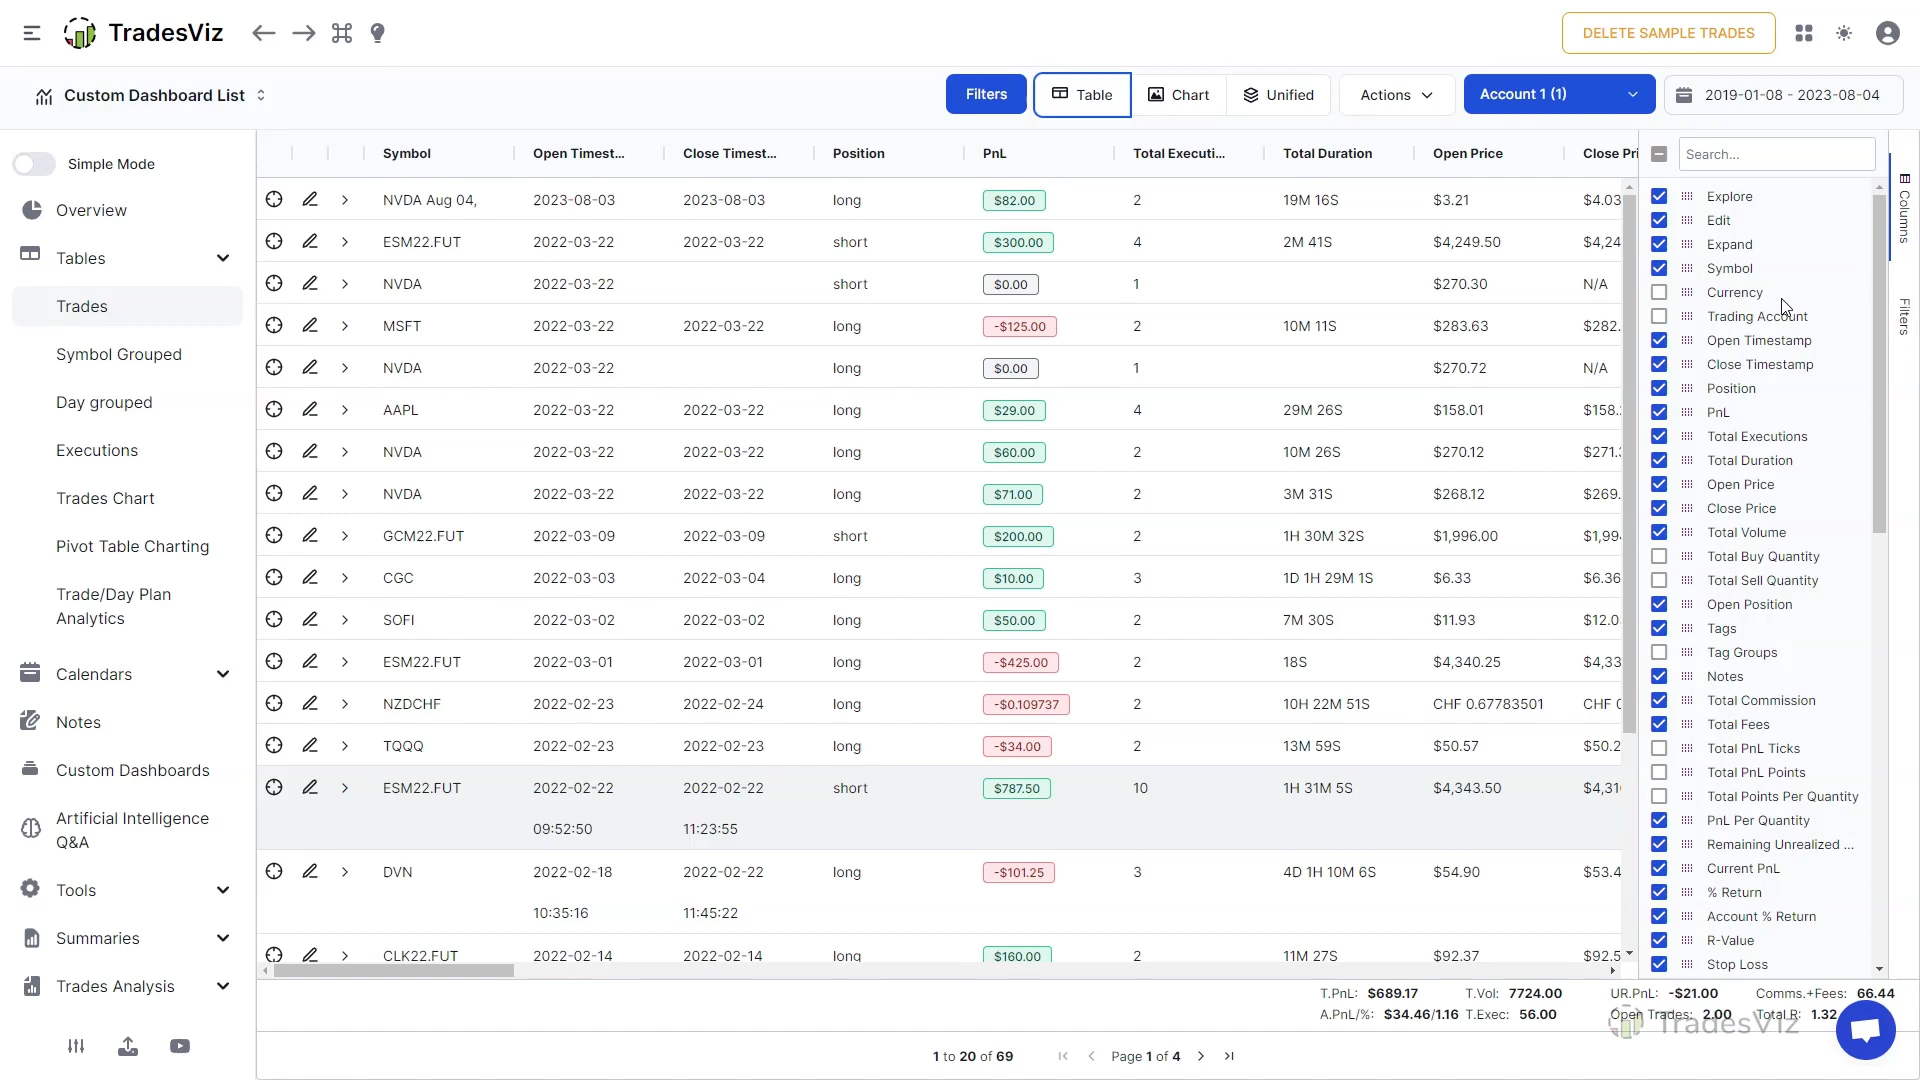 TradesViz
DELETE SAMPLE TRADES
Custom Dashboard List
Filters
Table
Chart
Unified
Actions
Account 1 (1)
2019-01-08 - 2023-08-04
Simple Mode
Overview
Tables
Trades
Symbol Grouped
Day grouped
Executions
Trades Chart
Pivot Table Charting
Trade/Day Plan
Analytics
Calendars
Notes
Custom Dashboards
Artificial Intelligence
Q&A
Tools
Summaries
Trades Analysis
Symbol Open Timest... Close Timest... Position PnL Total Executi... Total Duration Open Price Close Pri
NVDA Aug 04, 2023-08-03 2023-08-03 long $82.00 2 19M 16S $3.21 $4.03
ESM22.FUT 2022-03-22 2022-03-22 short $300.00 4 2M 41S $4,249.50 $4,24
NVDA 2022-03-22 short $0.00 1 $270.30 N/A
MSFT 2022-03-22 2022-03-22 long -$125.00 2 10M 11S $283.63 $282.
NVDA 2022-03-22 long $0.00 1 $270.72 N/A
AAPL 2022-03-22 2022-03-22 long $29.00 4 29M 26S $158.01 $158.
NVDA 2022-03-22 2022-03-22 long $60.00 2 10M 26S $270.12 $271.
NVDA 2022-03-22 2022-03-22 long $71.00 2 3M 31S $268.12 $269.
GCM22.FUT 2022-03-09 2022-03-09 short $200.00 2 1H 30M 32S $1,996.00 $1,99
CGC 2022-03-03 2022-03-04 long $10.00 3 1D 1H 29M 1S $6.33 $6.36
SOFI 2022-03-02 2022-03-02 long $50.00 2 7M 30S $11.93 $12.0
ESM22.FUT 2022-03-01 2022-03-01 long -$425.00 2 18S $4,340.25 $4,33
NZDCHF 2022-02-23 2022-02-24 long -$0.109737 2 10H 22M 51S CHF 0.67783501 CHF
TQQQ 2022-02-23 2022-02-23 long -$34.00 2 13M 59S $50.57 $50.2
ESM22.FUT 2022-02-22 2022-02-22 short $787.50 10 1H 31M 5S $4,343.50 $4,31
09:52:50 11:23:55
DVN 2022-02-18 2022-02-22 long -$101.25 3 4D 1H 10M 6S $54.90 $53.4
10:35:16 11:45:22
CLK22.FUT 2022-02-14 2022-02-14 long $160.00 2 11M 27S $92.37 $92.5
Search...
Explore
Edit
Expand
Symbol
Currency
Trading Account
Open Timestamp
Close Timestamp
Position
PnL
Total Executions
Total Duration
Open Price
Close Price
Total Volume
Total Buy Quantity
Total Sell Quantity
Open Position
Tags
Tag Groups
Notes
Total Commission
Total Fees
Total PnL Ticks
Total PnL Points
Total Points Per Quantity
PnL Per Quantity
Remaining Unrealized ...
Current PnL
% Return
Account % Return
R-Value
Stop Loss
Columns
Filters
T.PnL: $689.17 T.Vol: 7724.00 UR.PnL: -$21.00 Comms.+Fees: 66.44
A.PnL/%: $34.46/1.16 T.Exec: 56.00 Open Trades: 2.00 Total R: 1.32
TradesViz
1 to 20 of 69
Page 1 of 4